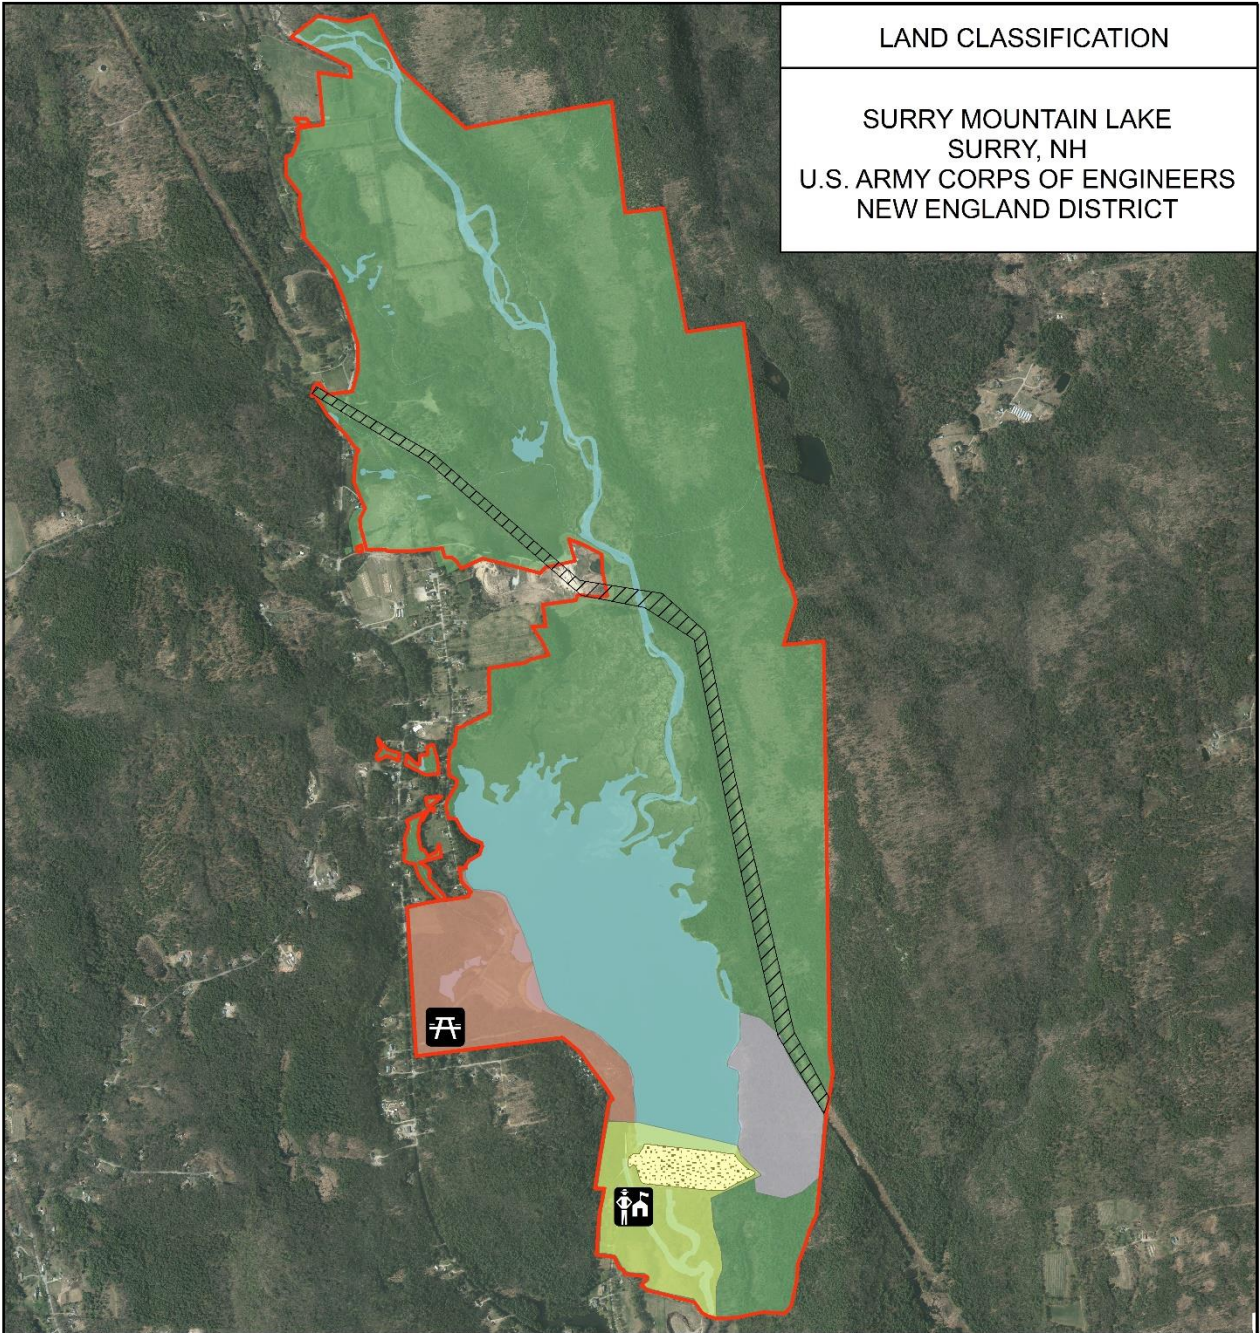 LAND CLASSIFICATION
SURRY MOUNTAIN LAKE
SURRY, NH
U.S. ARMY CORPS OF ENGINEERS
NEW ENGLAND DISTRICT